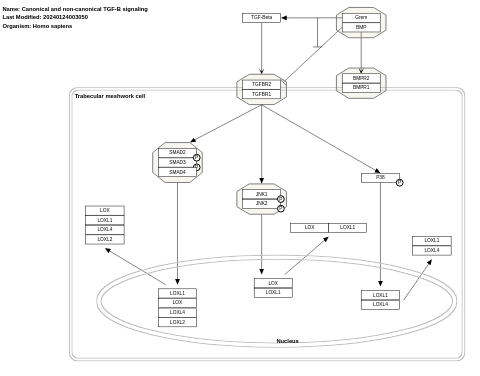 Name: Canonical and noncanonical TGF-B signaling
Last Modified: 20240124003050
Organism: Homo sapiens
TGF-Beta
Grem
BMP
TGFBR2
TGFBR1
BMPR2
BMPR1
Trabecular meshwork cell
SMAD2
SMAD3
SMAD4
P
P
JNK1
JNK2
P
P
P38
P
LOX
LOXL1
LOXL4
LOXL2
LOX LOXL1
LOXL1
LOXL4
LOXL1
LOX
LOXL4
LOXL2
LOX
LOXL1
LOXL1
LOXL4
Nucleus